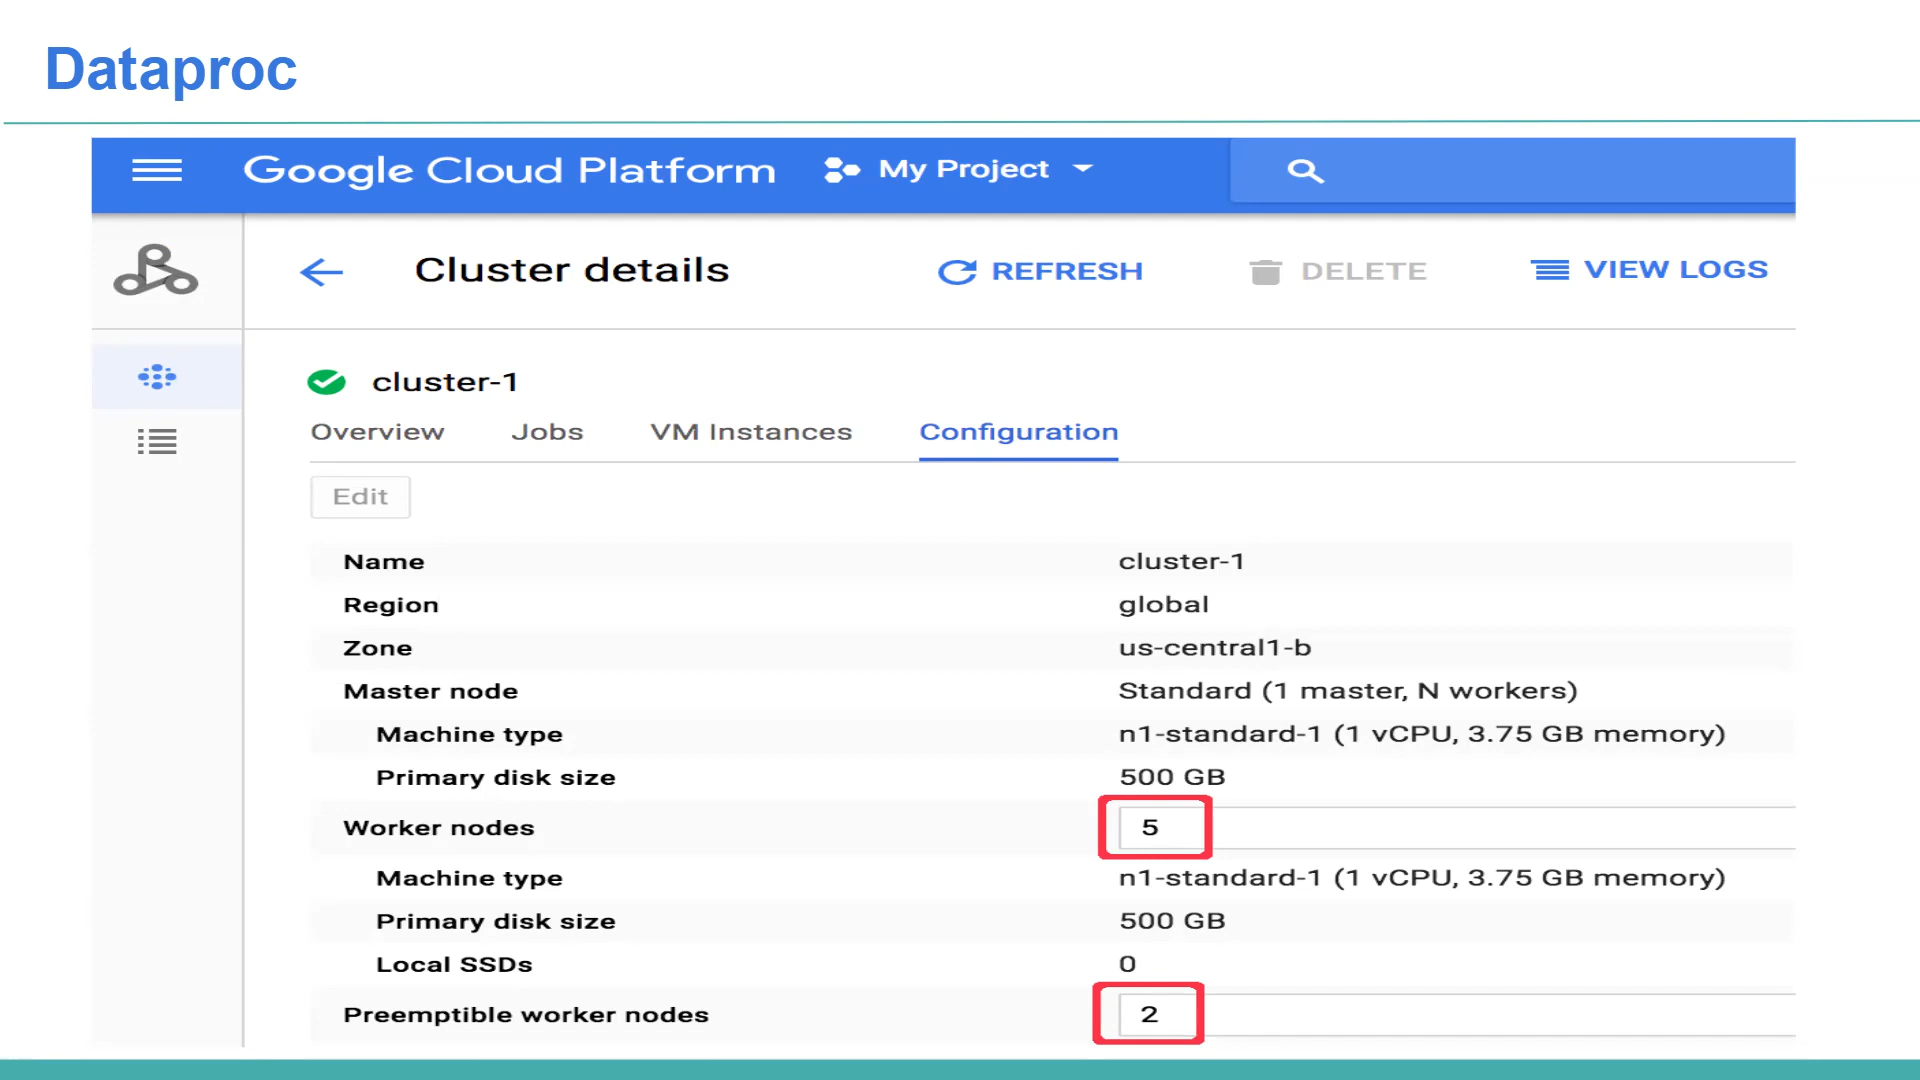 Dataproc
Google Cloud Platform My Project
Cluster details REFRESH DELETE VIEW LOGS
cluster-1
Overview Jobs VM Instances Configuration
Edit
Name cluster-1
Region global
Zone us-central1-b
Master node Standard (1 master, N workers)
Machine type n1-standard-1 (1 vCPU, 3.75 GB memory)
Primary disk size 500 GB
Worker nodes 5
Machine type n1-standard-1 (1 vCPU, 3.75 GB memory)
Primary disk size 500 GB
Local SSDs 0
Preemptible worker nodes 2